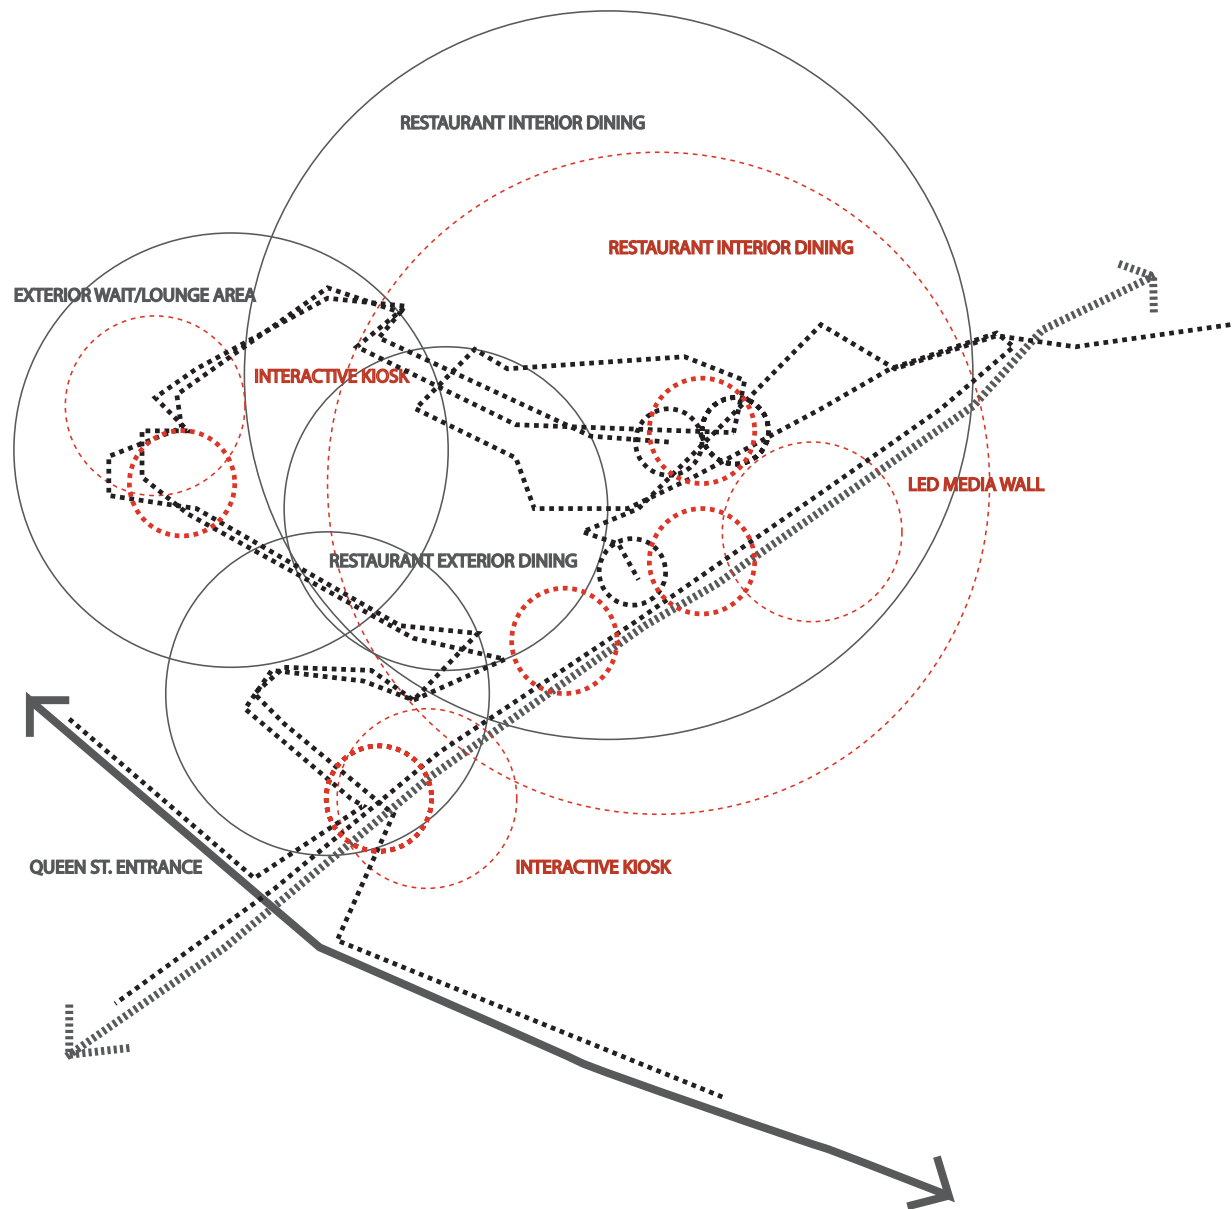 RESTAURANT INTERIOR DINING
RESTAURANT INTERIOR DINING
EXTERIOR WAIT/LOUNGE AREA
INTERACTIVE KIOSK
LED MEDIA WALL
RESTAURANT EXTERIOR DINING
QUEEN ST. ENTRANCE
INTERACTIVE KIOSK